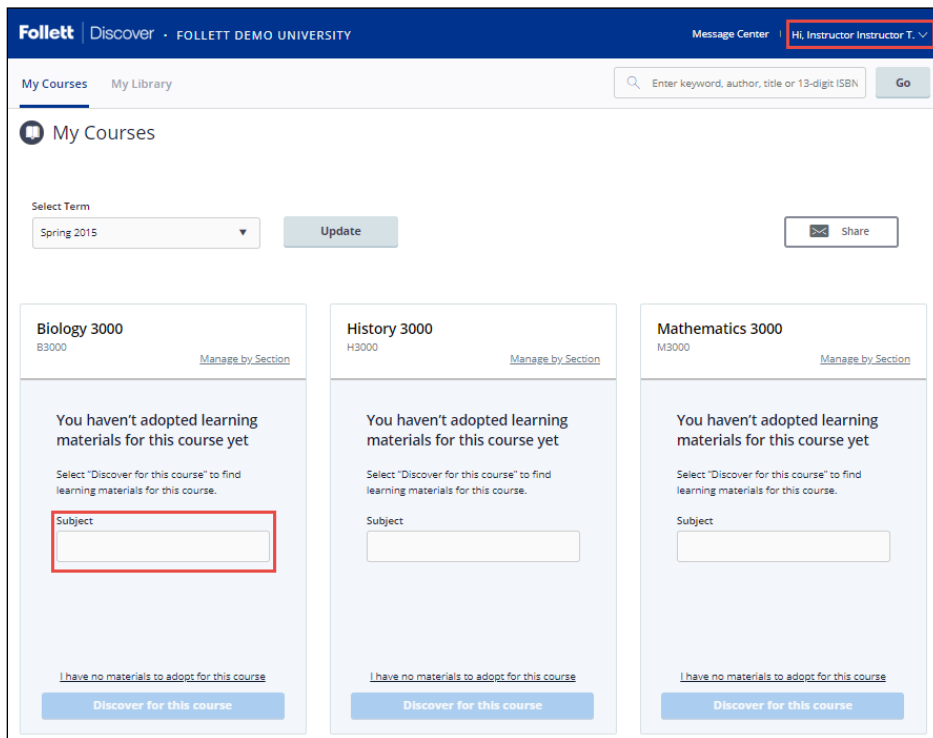 Follett | Discover · FOLLETT DEMO UNIVERSITY
Message Center | Hi, Instructor Instructor T.
My Courses My Library
Enter keyword, author, title or 13-digit ISBN
Go
My Courses
Select Term
Spring 2015
Update
Share
Biology 3000
B3000
Manage by Section
You haven't adopted learning
materials for this course yet
Select "Discover for this course" to find
learning materials for this course.
Subject
I have no materials to adopt for this course
Discover for this course
History 3000
H3000
Manage by Section
You haven't adopted learning
materials for this course yet
Select "Discover for this course" to find
learning materials for this course.
Subject
I have no materials to adopt for this course
Discover for this course
Mathematics 3000
M3000
Manage by Section
You haven't adopted learning
materials for this course yet
Select "Discover for this course" to find
learning materials for this course.
Subject
I have no materials to adopt for this course
Discover for this course